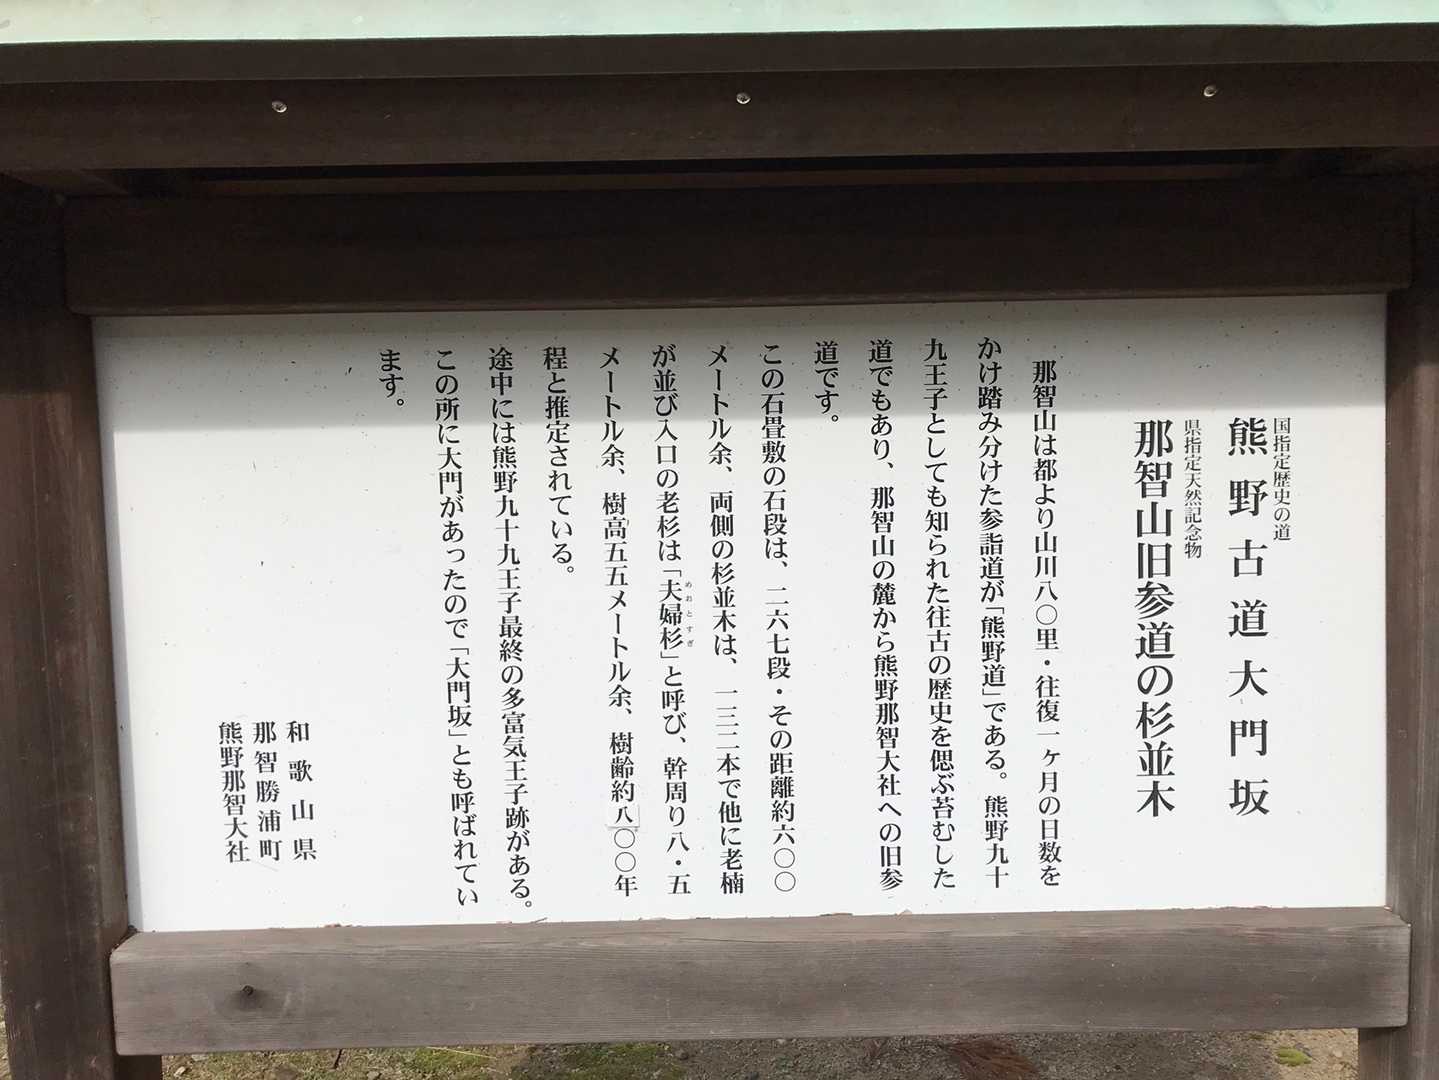 国指定歴史の道
熊野古道大門坂
県指定天然記念物
那智山旧参道の杉並木
那智山は都より山川八〇里・往復一ヶ月の日数を
かけ踏み分けた参詣道が「熊野道」である。熊野九十
九王子としても知られた往古の歴史を偲ぶ苔むした
道でもあり、那智山の麓から熊野那智大社への旧参
道です。
この石畳敷の石段は、二六七段・その距離約六〇〇
メートル余、両側の杉並木は、一三二本で他に老楠
が並び入口の老杉は「夫婦杉」と呼び、幹周り八・五
めおとすぎ
メートル余、樹高五五メートル余、樹齢約八〇〇年
程と推定されている。
途中には熊野九十九王子最終の多富気王子跡がある。
この所に大門があったので「大門坂」とも呼ばれてい
ます。
和歌山県
那智勝浦町
熊野那智大社